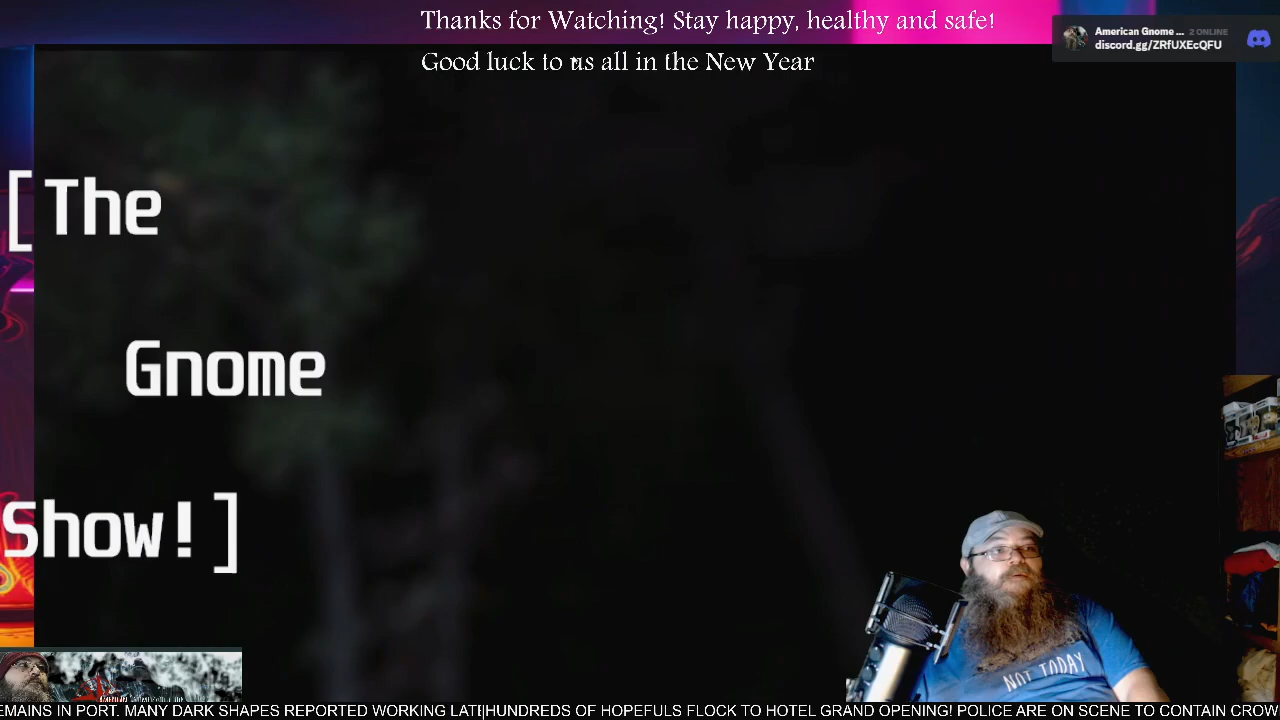 Thanks for Watching! Stay happy, healthy and safe!
Good luck to us all in the New Year
American Gnome ... 2 ONLINE
discord.gg/ZRfUXEcQFU
[The
Gnome
Show!]
NOT TODAY
EMAINS IN PORT. MANY DARK SHAPES REPORTED WORKING LATE|HUNDREDS OF HOPEFULS FLOCK TO HOTEL GRAND OPENING! POLICE ARE ON SCENE TO CONTAIN CROW